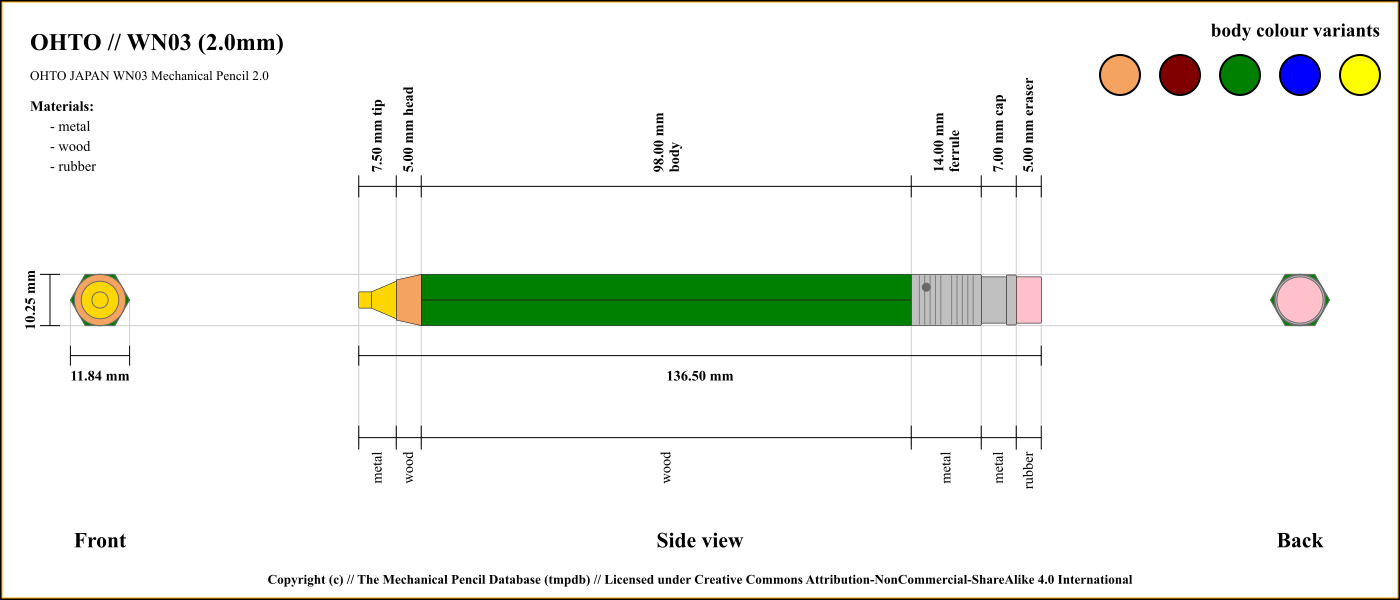 OHTO // WN03 (2.0mm)
OHTO JAPAN WN03 Mechanical Pencil 2.0
Materials:
- metal
- wood
- rubber
body colour variants
7.50 mm tip
5.00 mm head
98.00 mm
body
14.00 mm
ferrule
7.00 mm cap
5.00 mm eraser
10.25 mm
11.84 mm
136.50 mm
metal
wood
wood
metal
metal
rubber
Front
Side view
Back
Copyright (c) // The Mechanical Pencil Database (tmpdb) // Licensed under Creative Commons Attribution-NonCommercial-ShareAlike 4.0 International